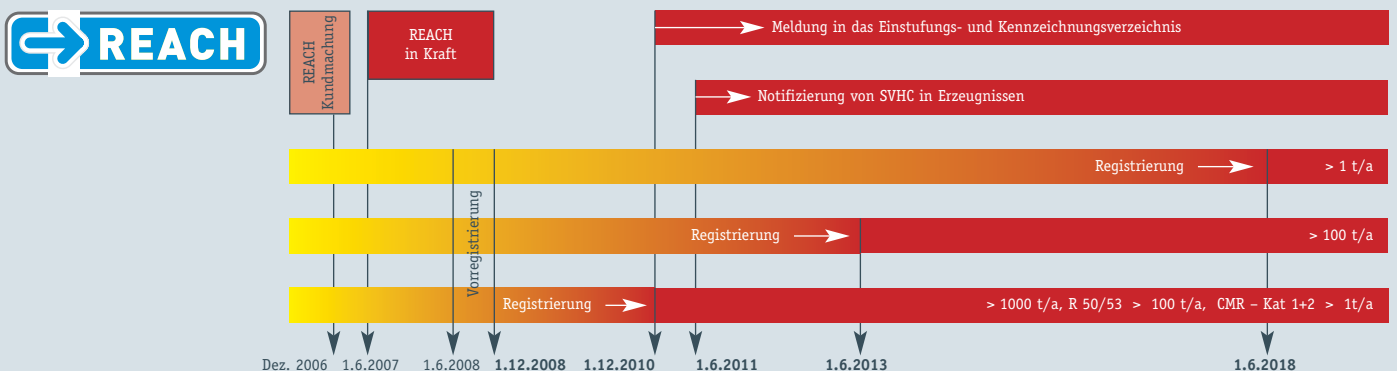 REACH
REACH
Kundmachung
REACH
in Kraft
Meldung in das Einstufungs- und Kennzeichnungsverzeichnis
Notifizierung von SVHC in Erzeugnissen
Registrierung
> 1 t/a
Vorregistrierung
Registrierung
> 100 t/a
Registrierung
> 1000 t/a, R 50/53 > 100 t/a, CMR – Kat 1+2 > 1t/a
Dez. 2006 1.6.2007 1.6.2008 1.12.2008 1.12.2010 1.6.2011 1.6.2013 1.6.2018